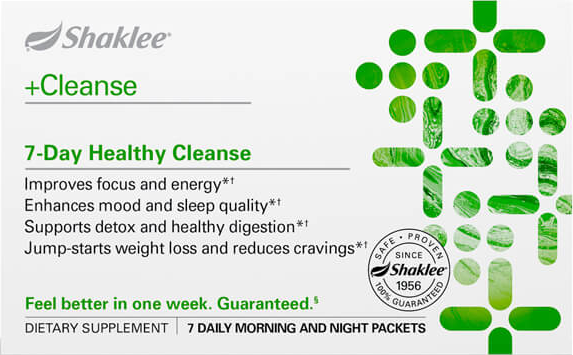 Shaklee®
+Cleanse
7-Day Healthy Cleanse
Improves focus and energy*†
Enhances mood and sleep quality*†
Supports detox and healthy digestion*†
Jump-starts weight loss and reduces cravings*†
SAFE • PROVEN
SINCE
Shaklee®
1956
100% GUARANTEED
Feel better in one week. Guaranteed.§
DIETARY SUPPLEMENT | 7 DAILY MORNING AND NIGHT PACKETS